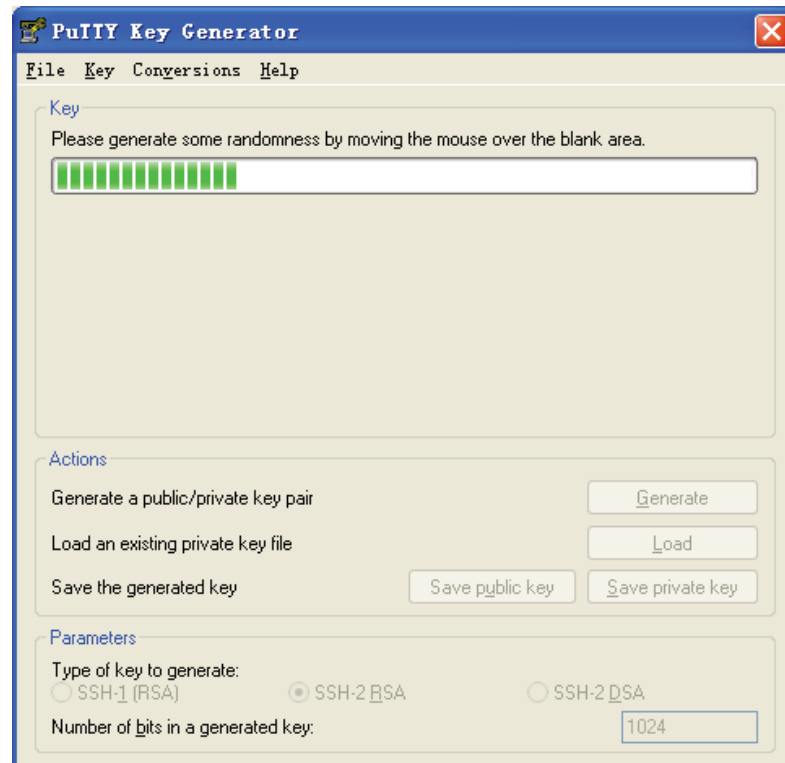 PuTTY Key Generator
File Key Conversions Help
Key
Please generate some randomness by moving the mouse over the blank area.
Actions
Generate a public/private key pair
Generate
Load an existing private key file
Load
Save the generated key
Save public key
Save private key
Parameters
Type of key to generate:
SSH-1 (RSA)
SSH-2 RSA
SSH-2 DSA
Number of bits in a generated key:
1024